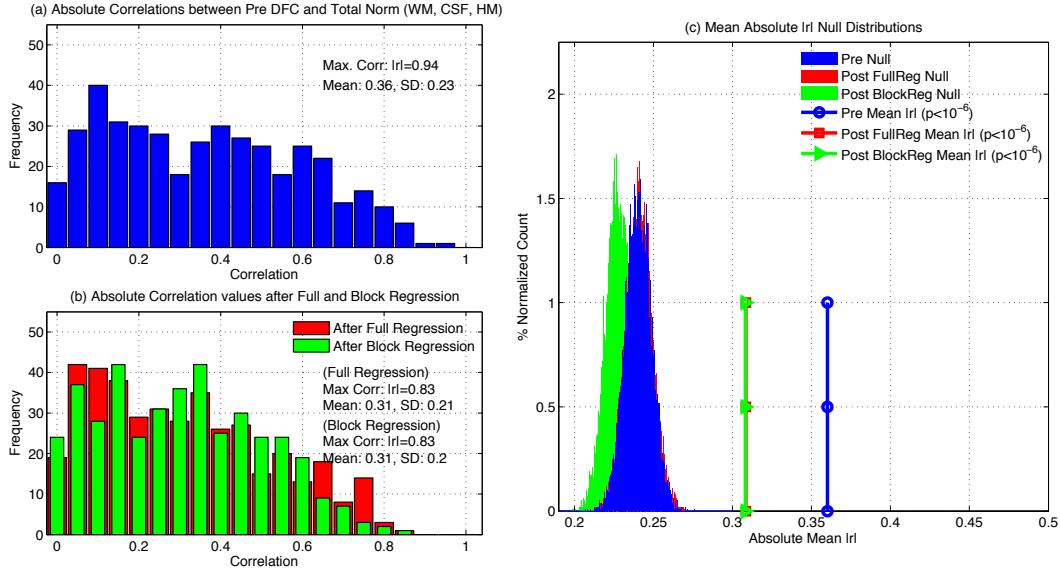 (a) Absolute Correlations between Pre DFC and Total Norm (WM, CSF, HM)
50
40
30
20
10
0
Frequency
Max. Corr: |r|=0.94
Mean: 0.36, SD: 0.23
0 0.2 0.4 0.6 0.8 1
Correlation
(b) Absolute Correlation values after Full and Block Regression
50
40
30
20
10
0
Frequency
After Full Regression
After Block Regression
(Full Regression)
Max Corr: |r|=0.83
Mean: 0.31, SD: 0.21
(Block Regression)
Max Corr: |r|=0.83
Mean: 0.31, SD: 0.2
0 0.2 0.4 0.6 0.8 1
Correlation
(c) Mean Absolute |r| Null Distributions
2
1.5
1
0.5
0
% Normalized Count
Pre Null
Post FullReg Null
Post BlockReg Null
Pre Mean |r| (p<10⁻⁶)
Post FullReg Mean |r| (p<10⁻⁶)
Post BlockReg Mean |r| (p<10⁻⁶)
0.2 0.25 0.3 0.35 0.4 0.45 0.5
Absolute Mean |r|